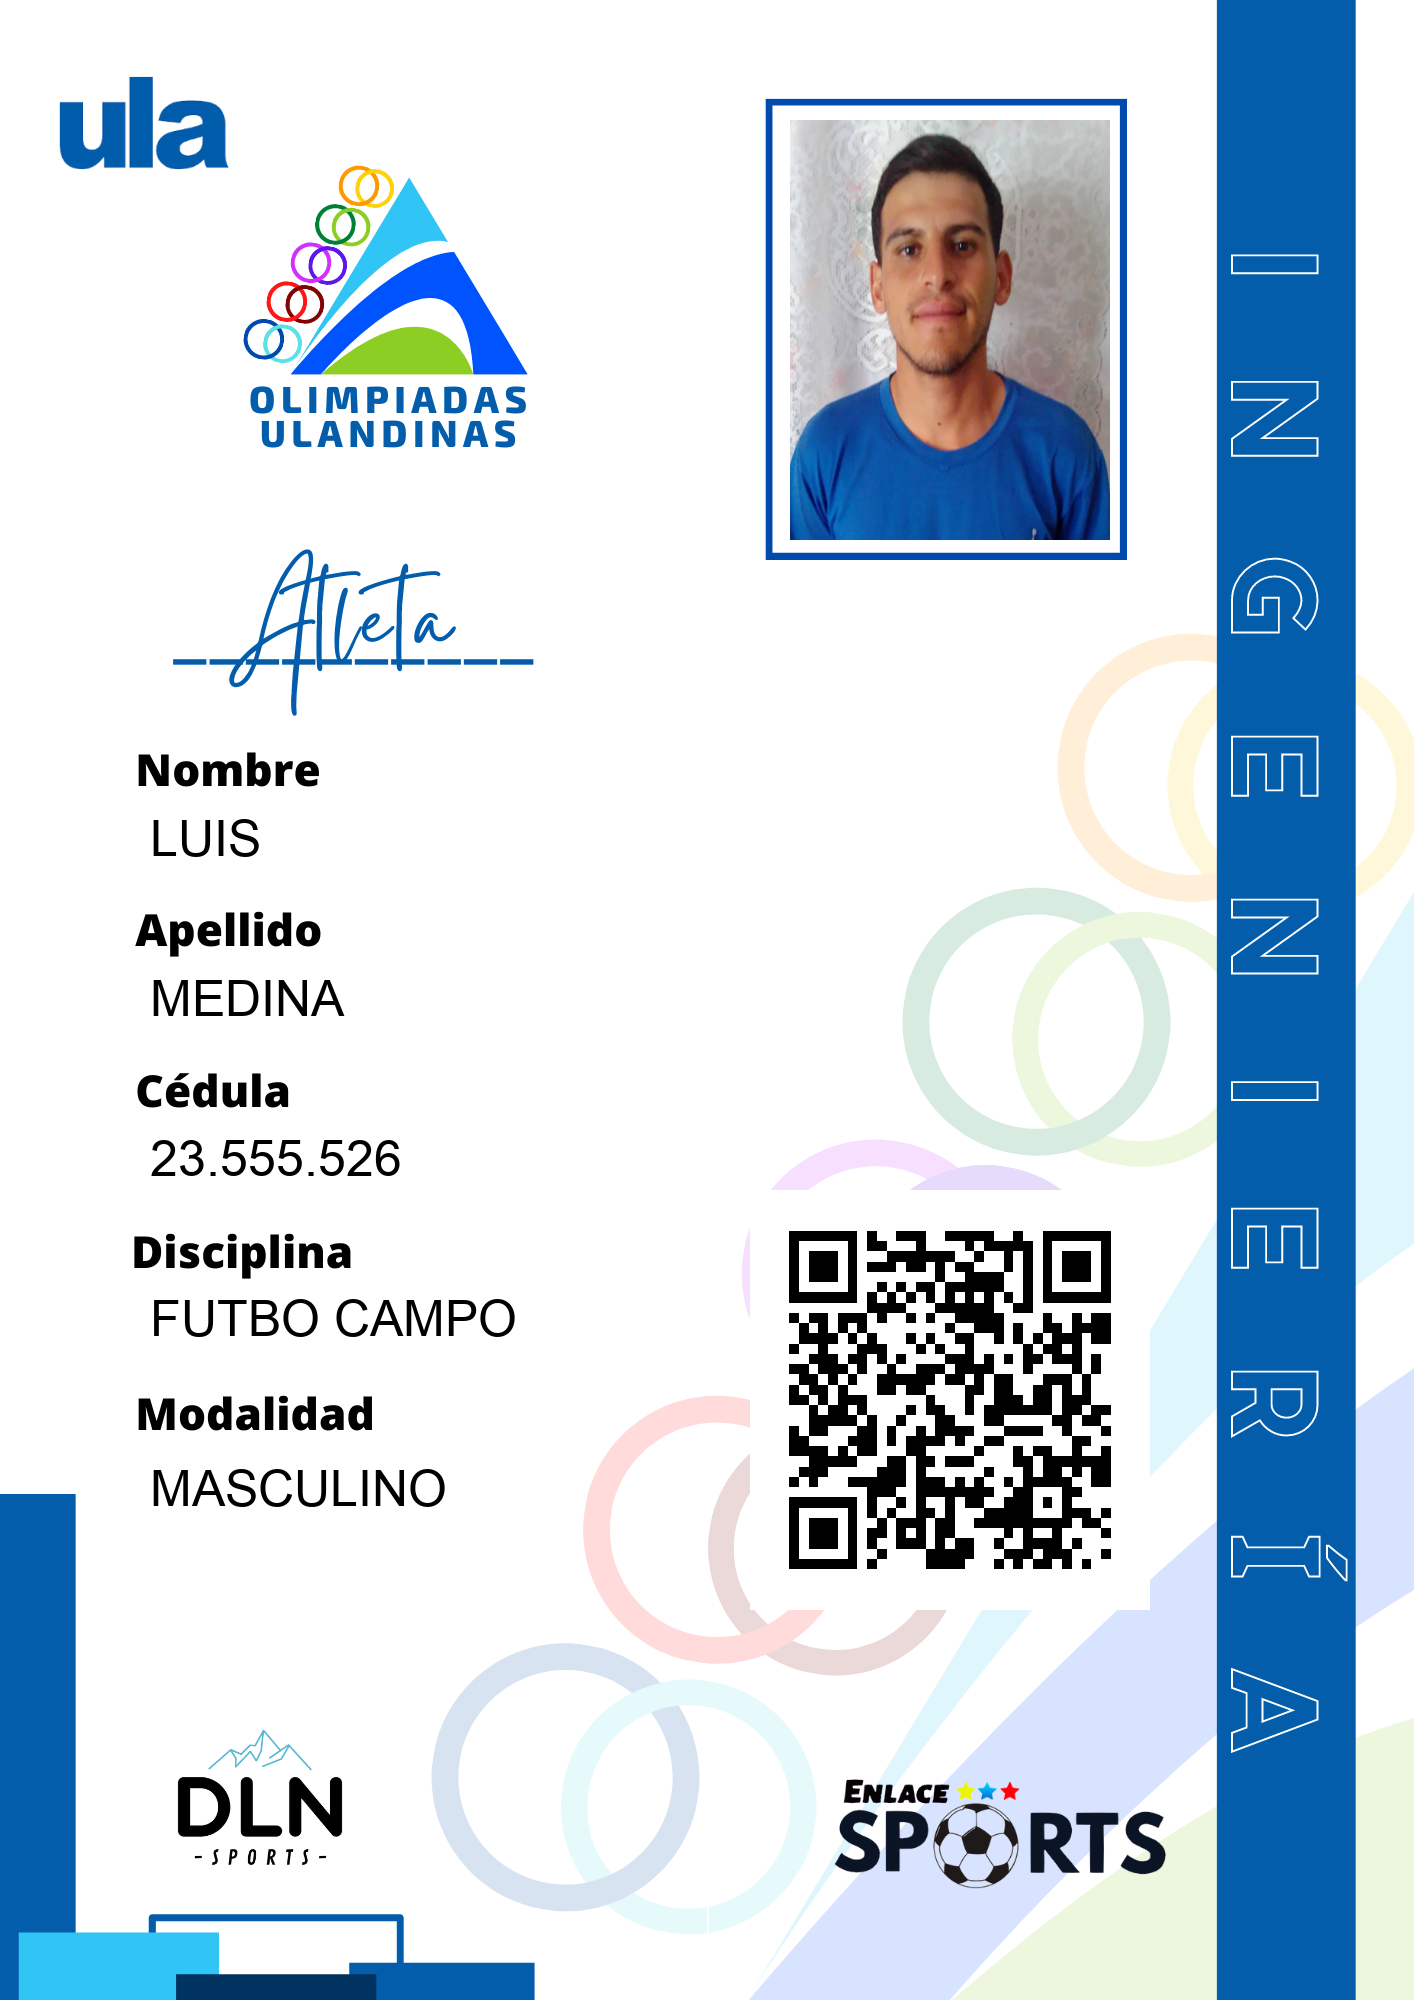 ula
OLIMPIADAS
ULANDINAS
Atleta
Nombre
LUIS
Apellido
MEDINA
Cédula
23.555.526
Disciplina
FUTBO CAMPO
Modalidad
MASCULINO
INGENIERÍA
DLN
-SPORTS-
ENLACE
SPORTS